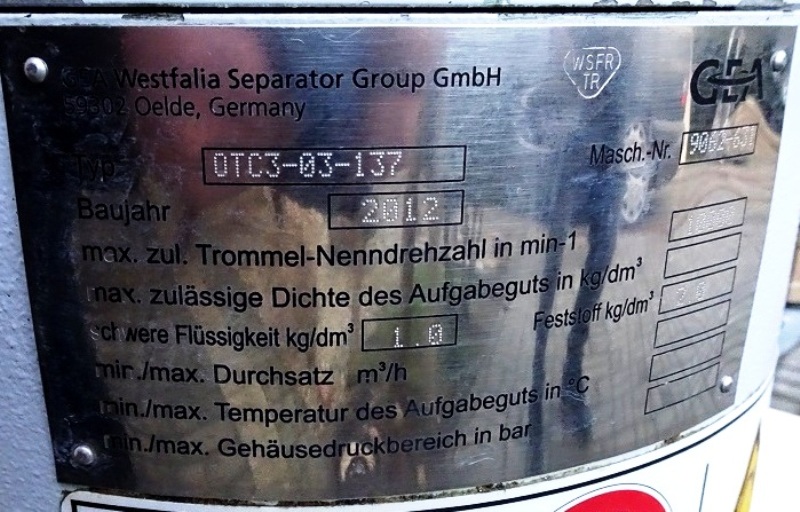 GEA Westfalia Separator Group GmbH
59302 Oelde, Germany
WSFR
TR
GEA
Typ OTC3-03-137 Masch.-Nr.
Baujahr 2012
max. zul. Trommel-Nenndrehzahl in min-1
max. zulässige Dichte des Aufgabeguts in kg/dm³
schwere Flüssigkeit kg/dm³ 1.0 Feststoff kg/dm³
min./max. Durchsatz m³/h
min./max. Temperatur des Aufgabeguts in °C
min./max. Gehäusedruckbereich in bar